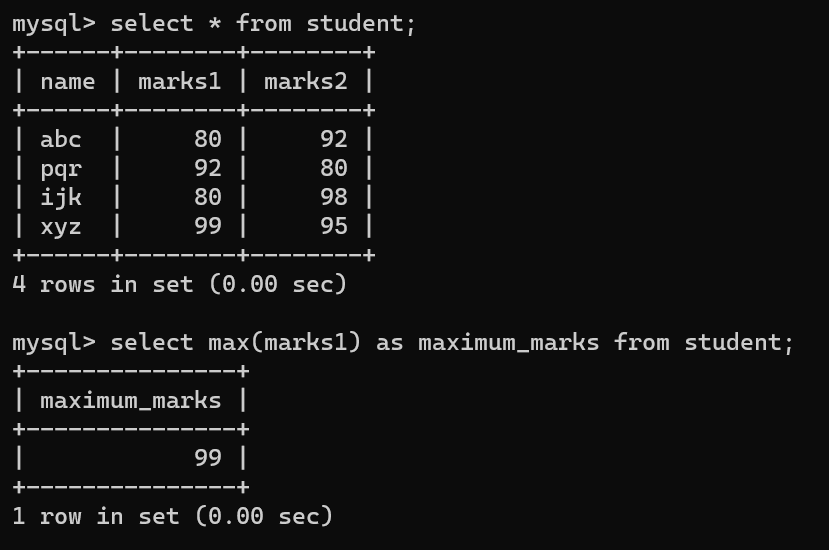 mysql> select * from student;
+------+--------+--------+
| name | marks1 | marks2 |
+------+--------+--------+
| abc  |     80 |     92 |
| pqr  |     92 |     80 |
| ijk  |     80 |     98 |
| xyz  |     99 |     95 |
+------+--------+--------+
4 rows in set (0.00 sec)

mysql> select max(marks1) as maximum_marks from student;
+---------------+
| maximum_marks |
+---------------+
|            99 |
+---------------+
1 row in set (0.00 sec)